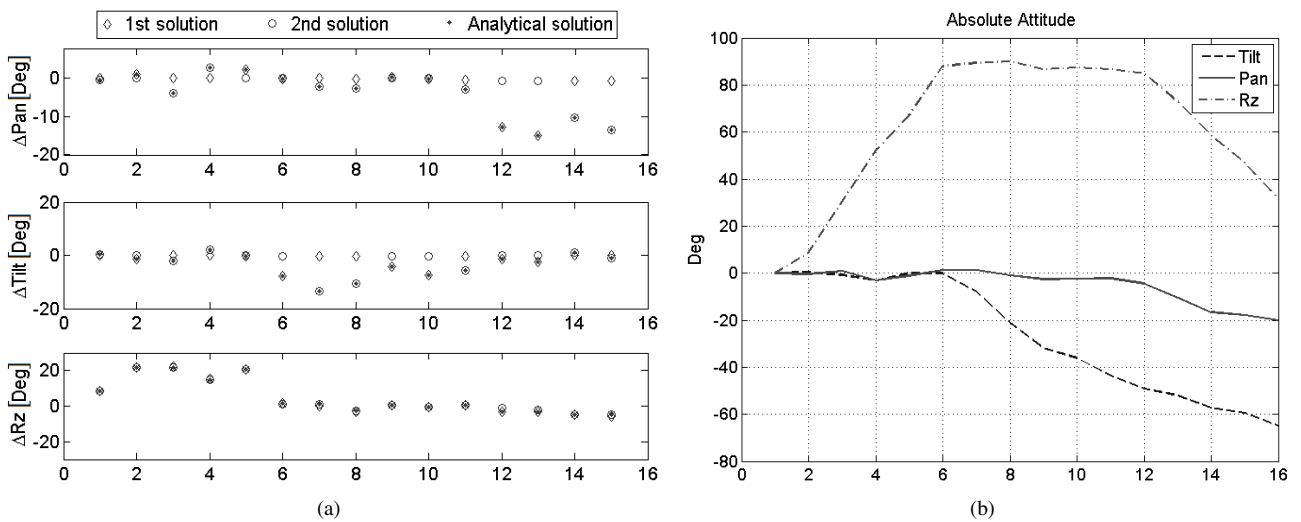 1st solution 2nd solution Analytical solution
ΔPan [Deg]
0
-10
-20
0 2 4 6 8 10 12 14 16
ΔTilt [Deg]
20
0
20
0 2 4 6 8 10 12 14 16
ΔRz [Deg]
20
0
-20
0 2 4 6 8 10 12 14 16
(a)
Absolute Attitude
Deg
100
80
60
40
20
0
-20
-40
-60
-80
0 2 4 6 8 10 12 14 16
Tilt
Pan
Rz
(b)